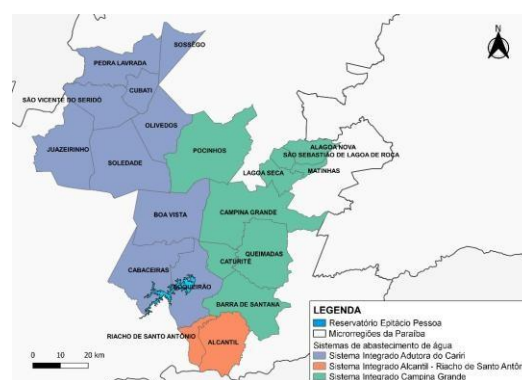 SOSSÊGO
PEDRA LAVRADA
CUBATI
SÃO VICENTE DO SERIDÓ
OLIVEDOS
JUAZEIRINHO
SOLEDADE
POCINHOS
ALAGOA NOVA
SÃO SEBASTIÃO DE LAGOA DE ROÇA
LAGOA SECA
MATINHAS
BOA VISTA
CAMPINA GRANDE
QUEIMADAS
CATURITÉ
CABACEIRAS
BOQUEIRÃO
BARRA DE SANTANA
RIACHO DE SANTO ANTÔNIO
ALCANTIL
0 10 20 km
LEGENDA
Reservatório Epitácio Pessoa
Microrregiões da Paraíba
Sistemas de abastecimento de água
Sistema Integrado Adutora do Cariri
Sistema Integrado Alcantil - Riacho de Santo Antôn
Sistema Integrado Campina Grande